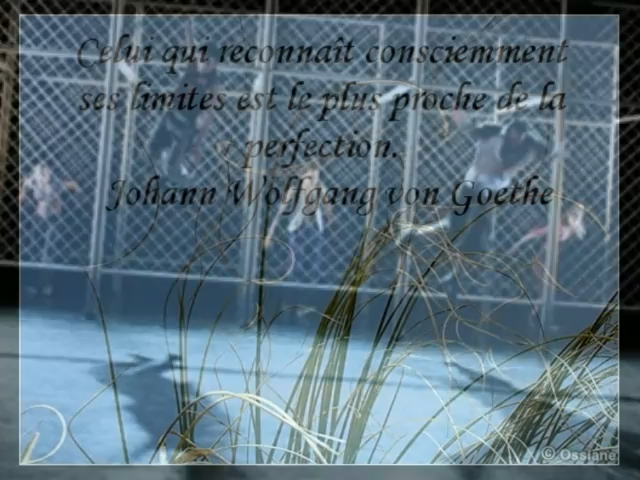 Celui qui reconnaît consciemment
ses limites est le plus proche de la
perfection.
Johann Wolfgang von Goethe
© Ossiane